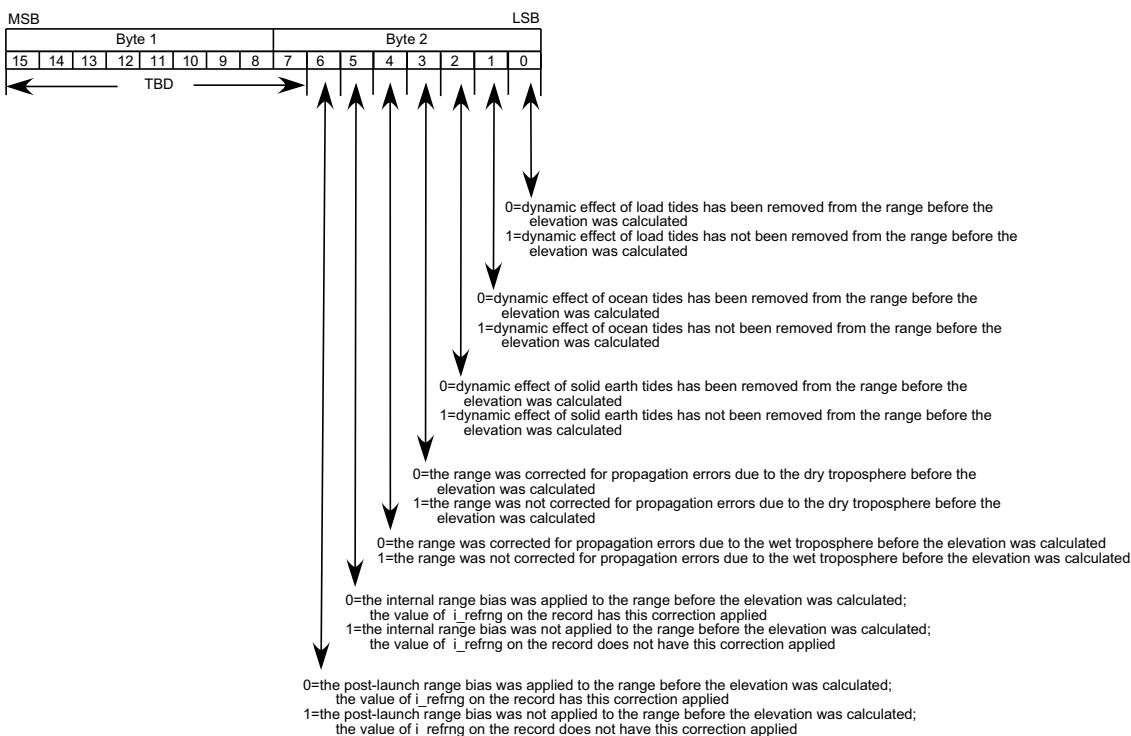 MSB LSB
Byte 1 Byte 2
15 14 13 12 11 10 9 8 7 6 5 4 3 2 1 0
TBD
0=dynamic effect of load tides has been removed from the range before the
elevation was calculated
1=dynamic effect of load tides has not been removed from the range before the
elevation was calculated
0=dynamic effect of ocean tides has been removed from the range before the
elevation was calculated
1=dynamic effect of ocean tides has not been removed from the range before the
elevation was calculated
0=dynamic effect of solid earth tides has been removed from the range before the
elevation was calculated
1=dynamic effect of solid earth tides has not been removed from the range before the
elevation was calculated
0=the range was corrected for propagation errors due to the dry troposphere before the
elevation was calculated
1=the range was not corrected for propagation errors due to the dry troposphere before the
elevation was calculated
0=the range was corrected for propagation errors due to the wet troposphere before the elevation was calculated
1=the range was not corrected for propagation errors due to the wet troposphere before the elevation was calculated
0=the internal range bias was applied to the range before the elevation was calculated;
the value of i_refrng on the record has this correction applied
1=the internal range bias was not applied to the range before the elevation was calculated;
the value of i_refrng on the record does not have this correction applied
0=the post-launch range bias was applied to the range before the elevation was calculated;
the value of i_refrng on the record has this correction applied
1=the post-launch range bias was not applied to the range before the elevation was calculated;
the value of i_refrng on the record does not have this correction applied